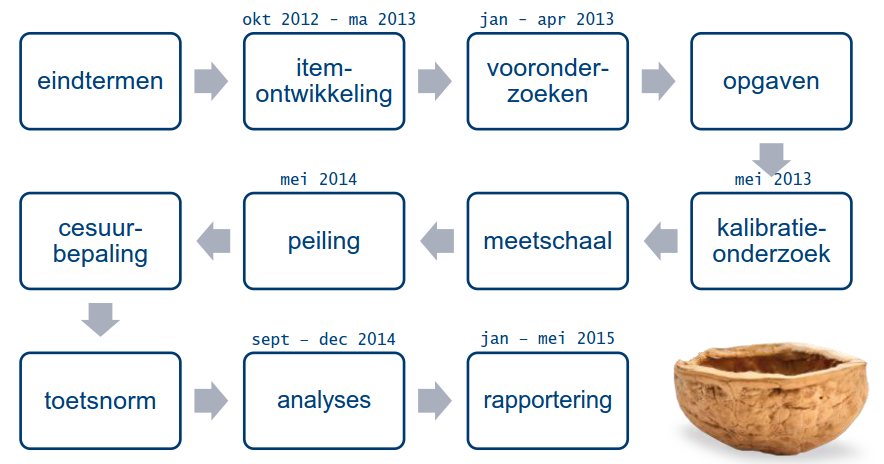 okt 2012 – ma 2013
jan – apr 2013
eindtermen
item-
ontwikkeling
vooronder-
zoeken
opgaven
mei 2014
mei 2013
cesuur-
bepaling
peiling
meetschaal
kalibratie-
onderzoek
sept – dec 2014
jan – mei 2015
toetsnorm
analyses
rapportering